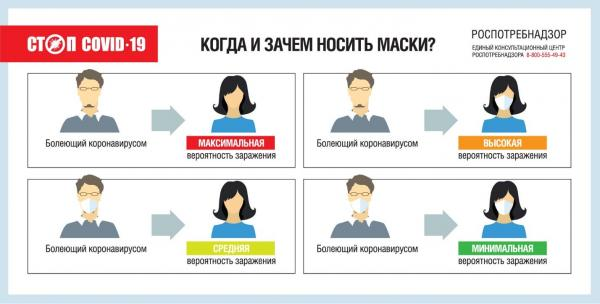 СТОП COVID-19
КОГДА И ЗАЧЕМ НОСИТЬ МАСКИ?
РОСПОТРЕБНАДЗОР
ЕДИНЫЙ КОНСУЛЬТАЦИОННЫЙ ЦЕНТР
РОСПОТРЕБНАДЗОРА 8-800-555-49-43
Болеющий коронавирусом
МАКСИМАЛЬНАЯ
вероятность заражения
Болеющий коронавирусом
ВЫСОКАЯ
вероятность заражения
Болеющий коронавирусом
СРЕДНЯЯ
вероятность заражения
Болеющий коронавирусом
МИНИМАЛЬНАЯ
вероятность заражения